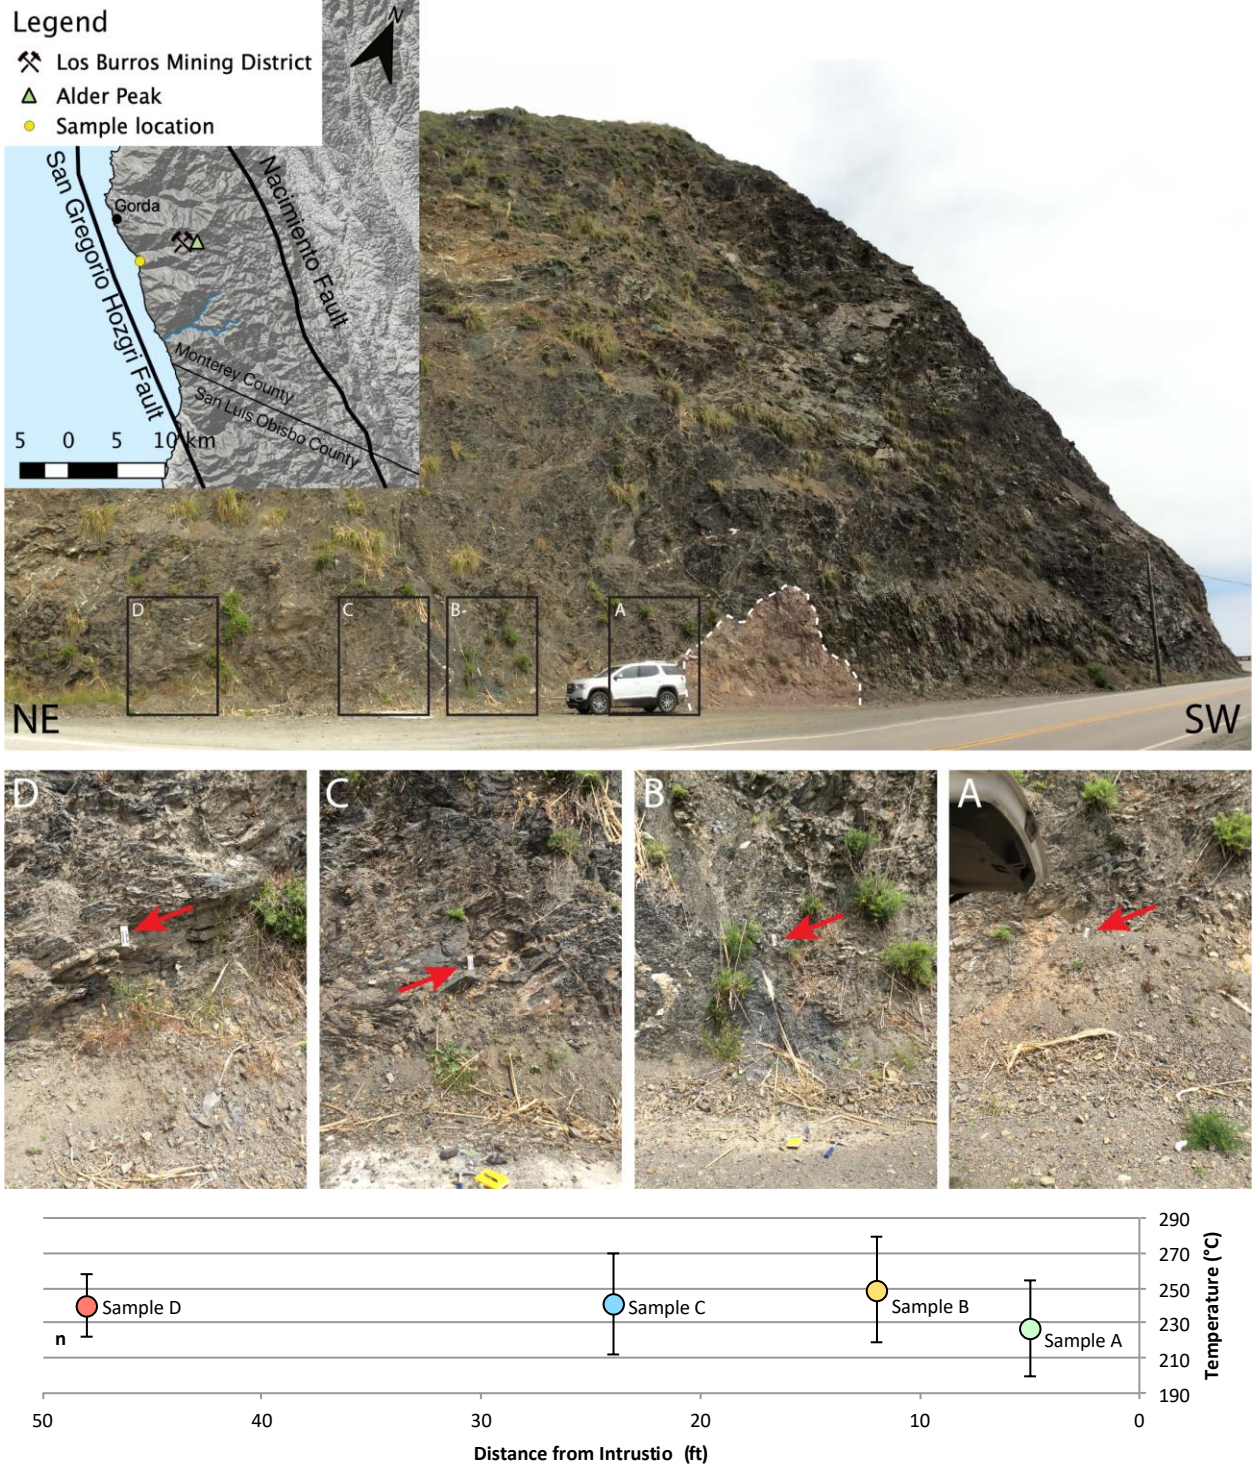 Legend
N
Los Burros Mining District
Alder Peak
Sample location
San Gregorio Hozgri Fault
Nacimiento Fault
Gorda
Monterey County
San Luis Obisbo County
5 0 5 10 km
D
C
B
A
NE
SW
D
C
B
A
290
270
250
230
210
190
Temperature (°C)
Sample D
Sample C
Sample B
Sample A
n
50 40 30 20 10 0
Distance from Intrustio (ft)